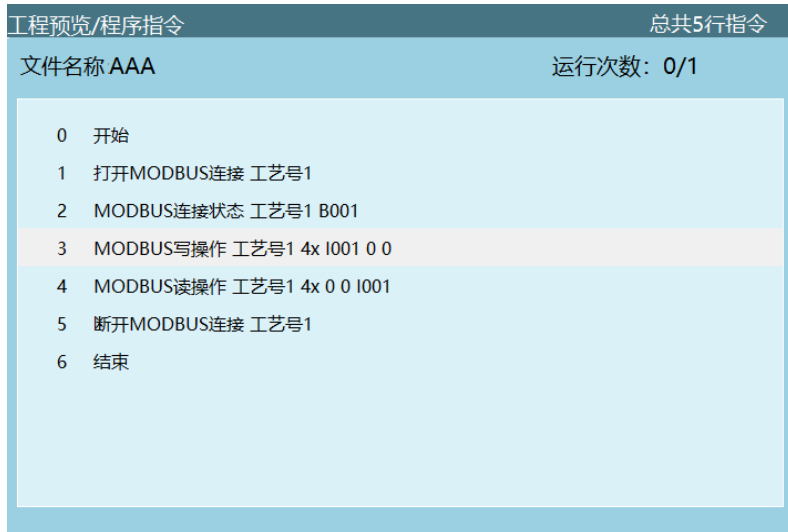 工程预览/程序指令 总共5行指令
文件名称:AAA 运行次数：0/1
0 开始
1 打开MODBUS连接 工艺号1
2 MODBUS连接状态 工艺号1 B001
3 MODBUS写操作 工艺号1 4x I001 0 0
4 MODBUS读操作 工艺号1 4x 0 0 I001
5 断开MODBUS连接 工艺号1
6 结束